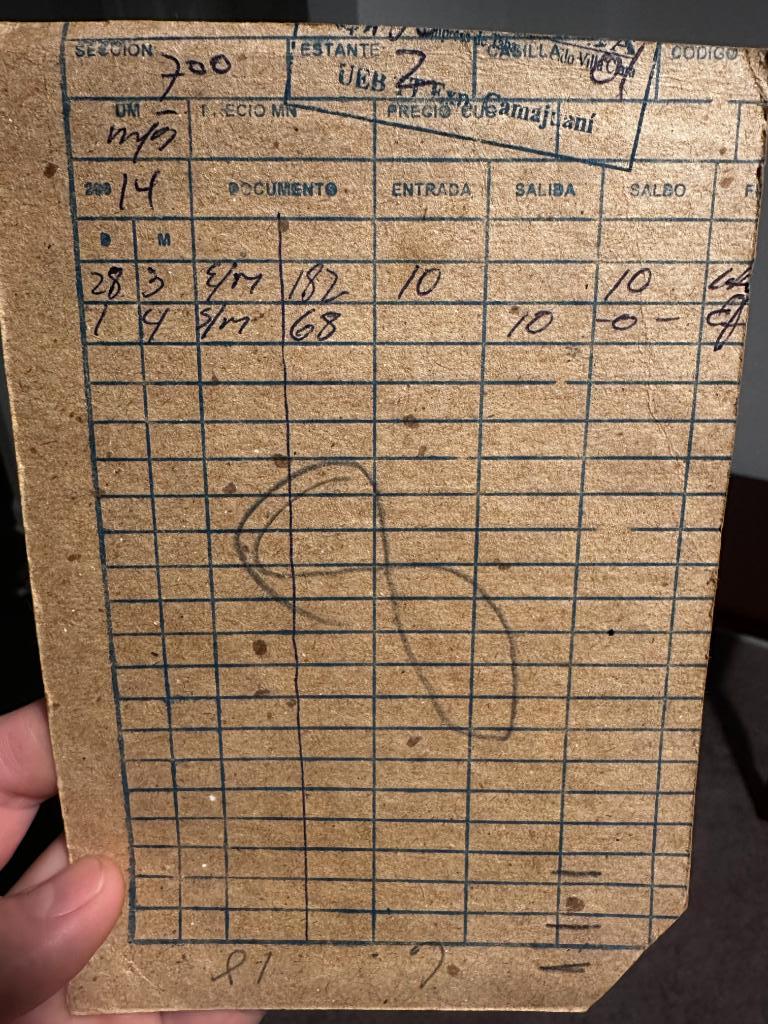 SECCION ESTANTE CASILLA CODIGO
700 2
UEB Camajuaní
UM PRECIO
14 DOCUMENTO ENTRADA SALIDA SALDO
D M
28 3 E/M 182 10 10
1 4 S/M 68 10 -0-